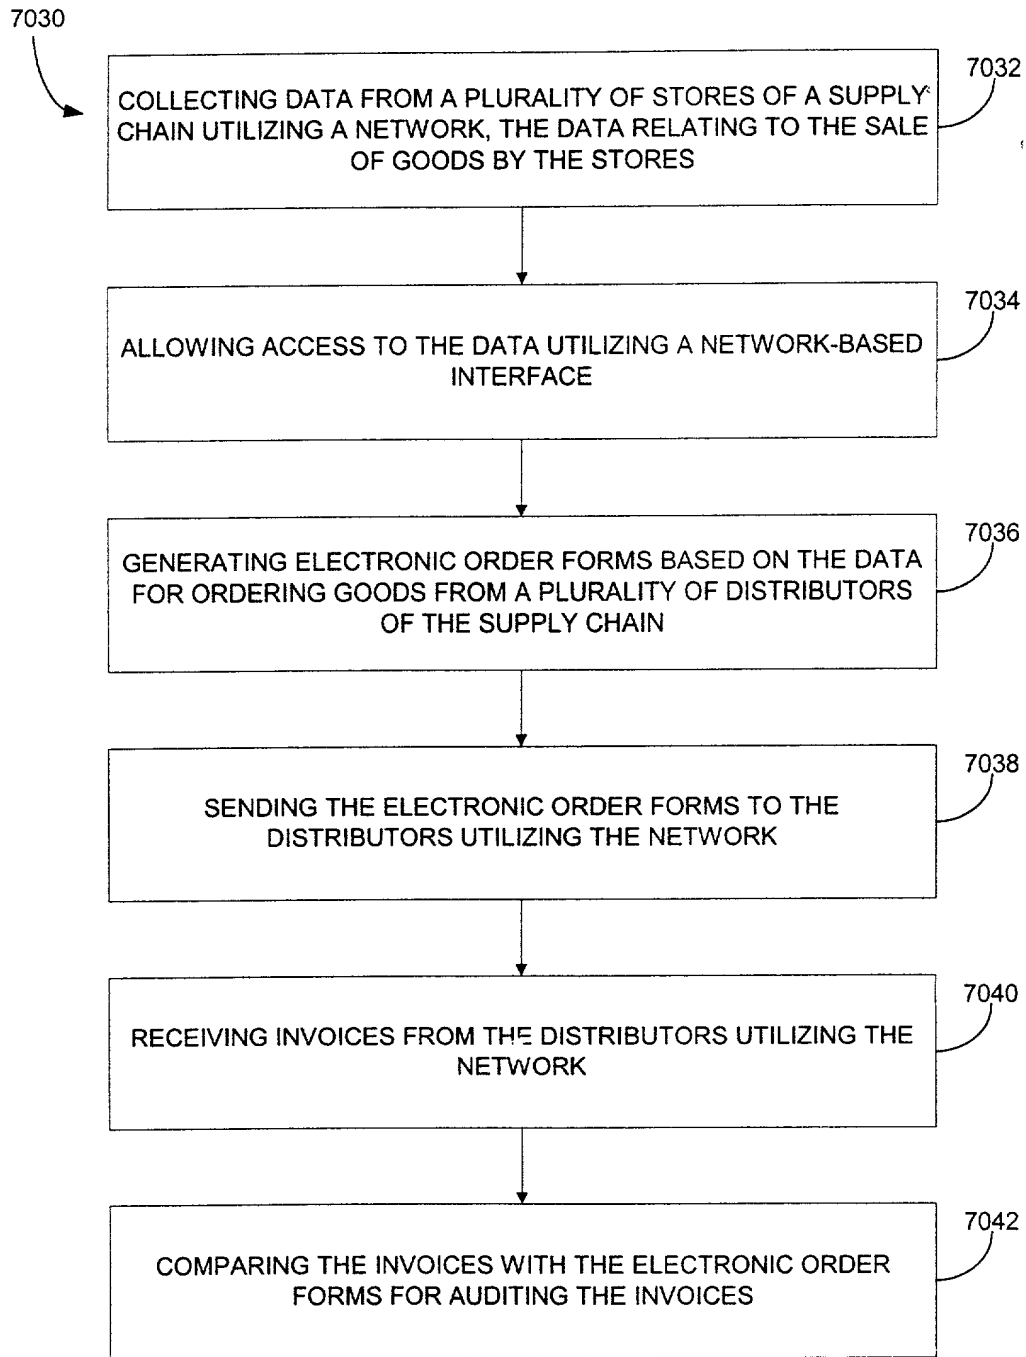 7030
7032
COLLECTING DATA FROM A PLURALITY OF STORES OF A SUPPLY
CHAIN UTILIZING A NETWORK, THE DATA RELATING TO THE SALE
OF GOODS BY THE STORES
7034
ALLOWING ACCESS TO THE DATA UTILIZING A NETWORK-BASED
INTERFACE
7036
GENERATING ELECTRONIC ORDER FORMS BASED ON THE DATA
FOR ORDERING GOODS FROM A PLURALITY OF DISTRIBUTORS
OF THE SUPPLY CHAIN
7038
SENDING THE ELECTRONIC ORDER FORMS TO THE
DISTRIBUTORS UTILIZING THE NETWORK
7040
RECEIVING INVOICES FROM THE DISTRIBUTORS UTILIZING THE
NETWORK
7042
COMPARING THE INVOICES WITH THE ELECTRONIC ORDER
FORMS FOR AUDITING THE INVOICES